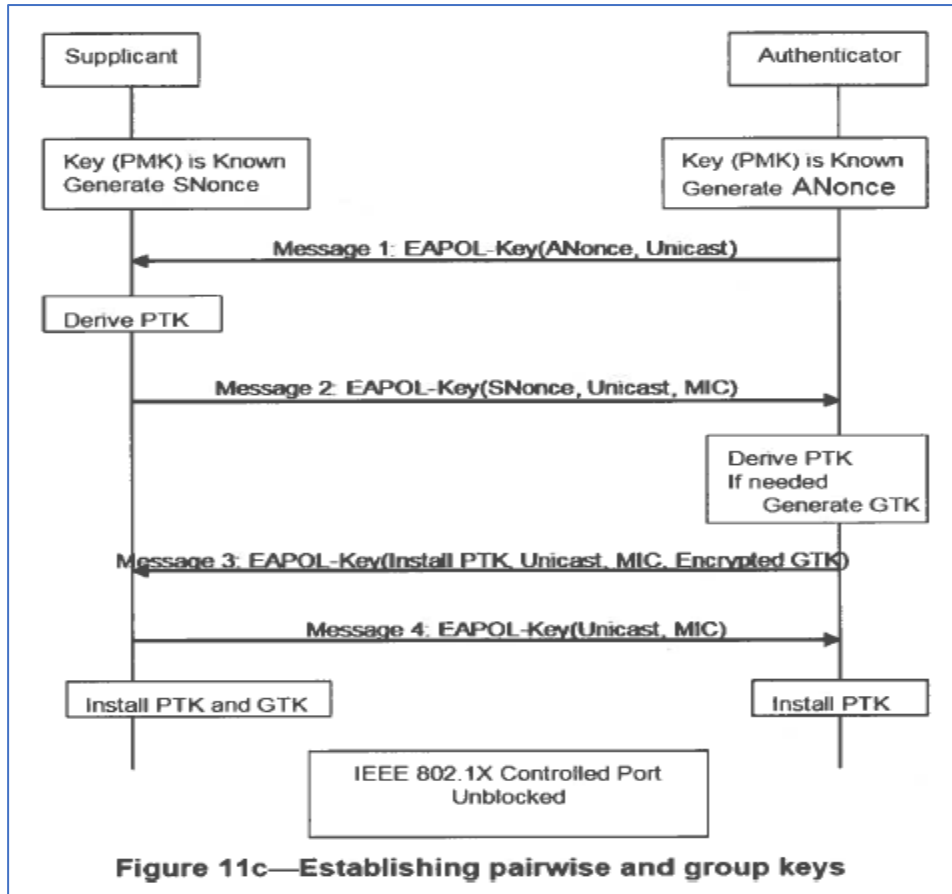 Supplicant
Authenticator
Key (PMK) is Known
Generate SNonce
Key (PMK) is Known
Generate ANonce
Message 1: EAPOL-Key(ANonce, Unicast)
Derive PTK
Message 2: EAPOL-Key(SNonce, Unicast, MIC)
Derive PTK
If needed
Generate GTK
Message 3: EAPOL-Key(Install PTK, Unicast, MIC, Encrypted GTK)
Message 4: EAPOL-Key(Unicast, MIC)
Install PTK and GTK
Install PTK
IEEE 802.1X Controlled Port
Unblocked
Figure 11c—Establishing pairwise and group keys